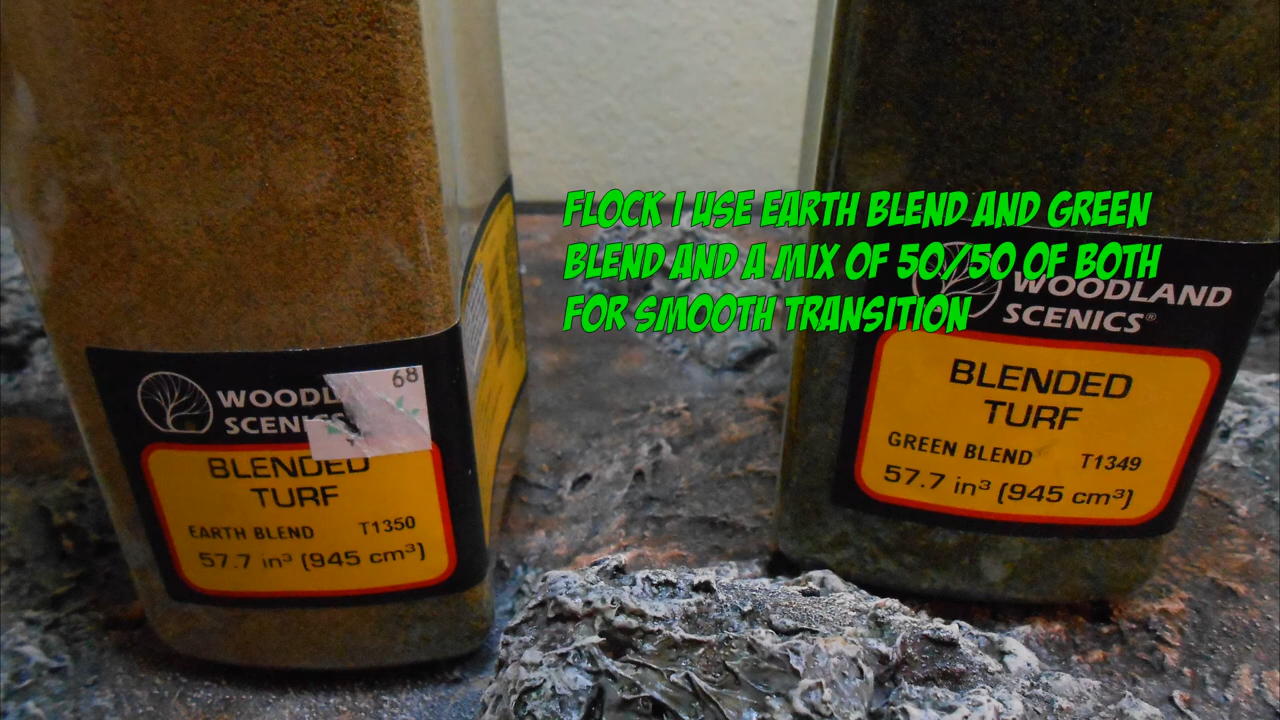 FLOCK I USE EARTH BLEND AND GREEN
BLEND AND A MIX OF 50/50 OF BOTH
FOR SMOOTH TRANSITION
68
SCENICS
BLENDED
TURF
EARTH BLEND T1350
57.7 in³ (945 cm³)
WOODLAND
SCENICS®
BLENDED
TURF
GREEN BLEND T1349
57.7 in³ (945 cm³)